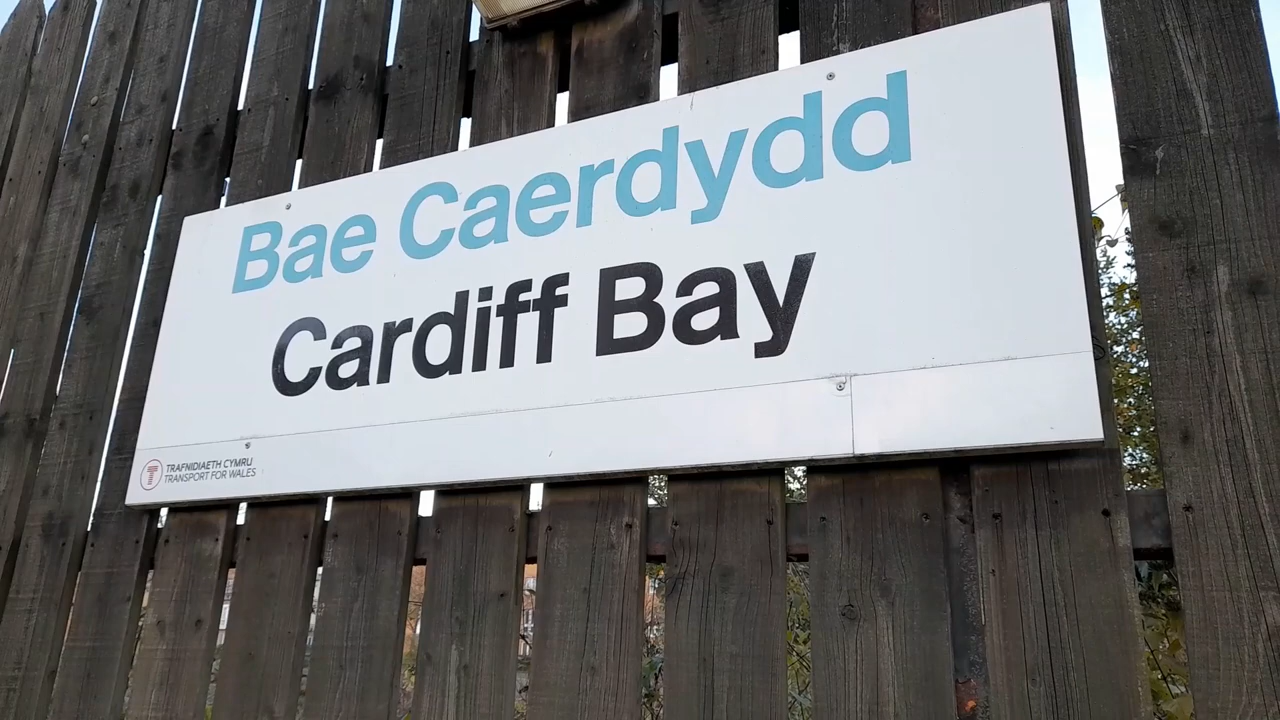 Bae Caerdydd
Cardiff Bay
TRAFNIDIAETH CYMRU
TRANSPORT FOR WALES